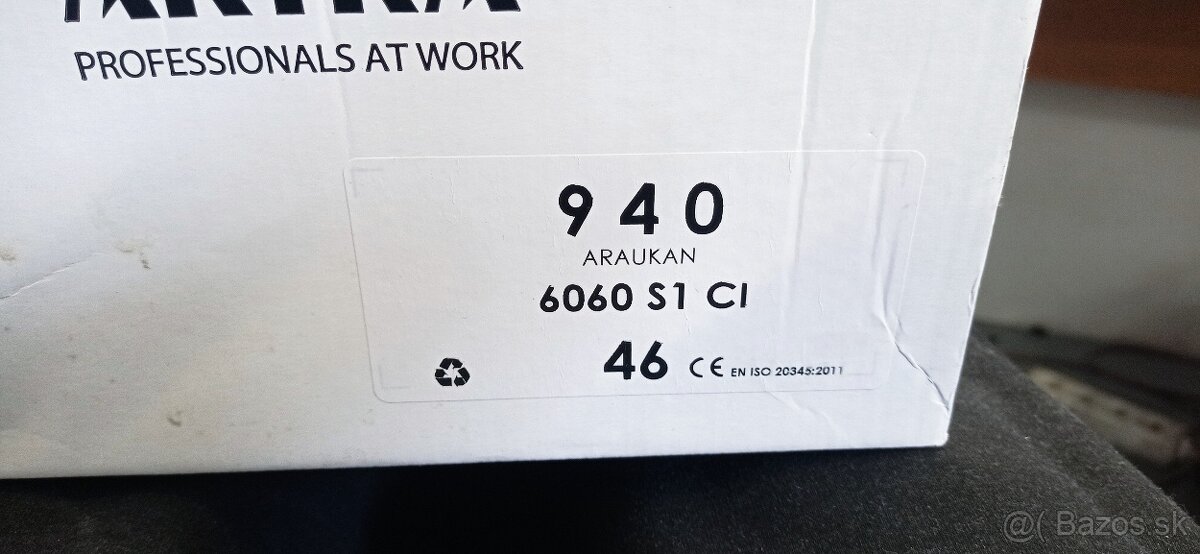 PROFESSIONALS AT WORK
940
ARAUKAN
6060 S1 CI
46 CE EN ISO 20345:2011
@( Bazos.sk